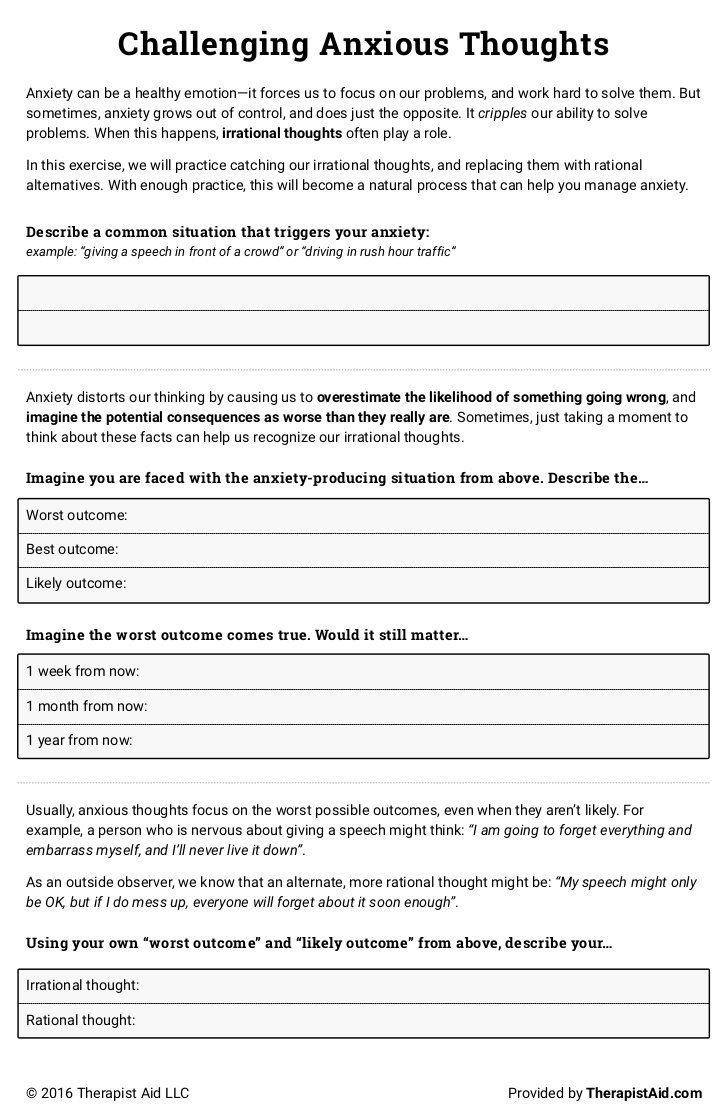 Challenging Anxious Thoughts
Anxiety can be a healthy emotion—it forces us to focus on our problems, and work hard to solve them. But
sometimes, anxiety grows out of control, and does just the opposite. It cripples our ability to solve
problems. When this happens, irrational thoughts often play a role.
In this exercise, we will practice catching our irrational thoughts, and replacing them with rational
alternatives. With enough practice, this will become a natural process that can help you manage anxiety.
Describe a common situation that triggers your anxiety:
example: “giving a speech in front of a crowd” or “driving in rush hour traffic”
Anxiety distorts our thinking by causing us to overestimate the likelihood of something going wrong, and
imagine the potential consequences as worse than they really are. Sometimes, just taking a moment to
think about these facts can help us recognize our irrational thoughts.
Imagine you are faced with the anxiety-producing situation from above. Describe the…
Worst outcome:
Best outcome:
Likely outcome:
Imagine the worst outcome comes true. Would it still matter…
1 week from now:
1 month from now:
1 year from now:
Usually, anxious thoughts focus on the worst possible outcomes, even when they aren’t likely. For
example, a person who is nervous about giving a speech might think: “I am going to forget everything and
embarrass myself, and I’ll never live it down”.
As an outside observer, we know that an alternate, more rational thought might be: “My speech might only
be OK, but if I do mess up, everyone will forget about it soon enough”.
Using your own “worst outcome” and “likely outcome” from above, describe your…
Irrational thought:
Rational thought:
© 2016 Therapist Aid LLC
Provided by TherapistAid.com